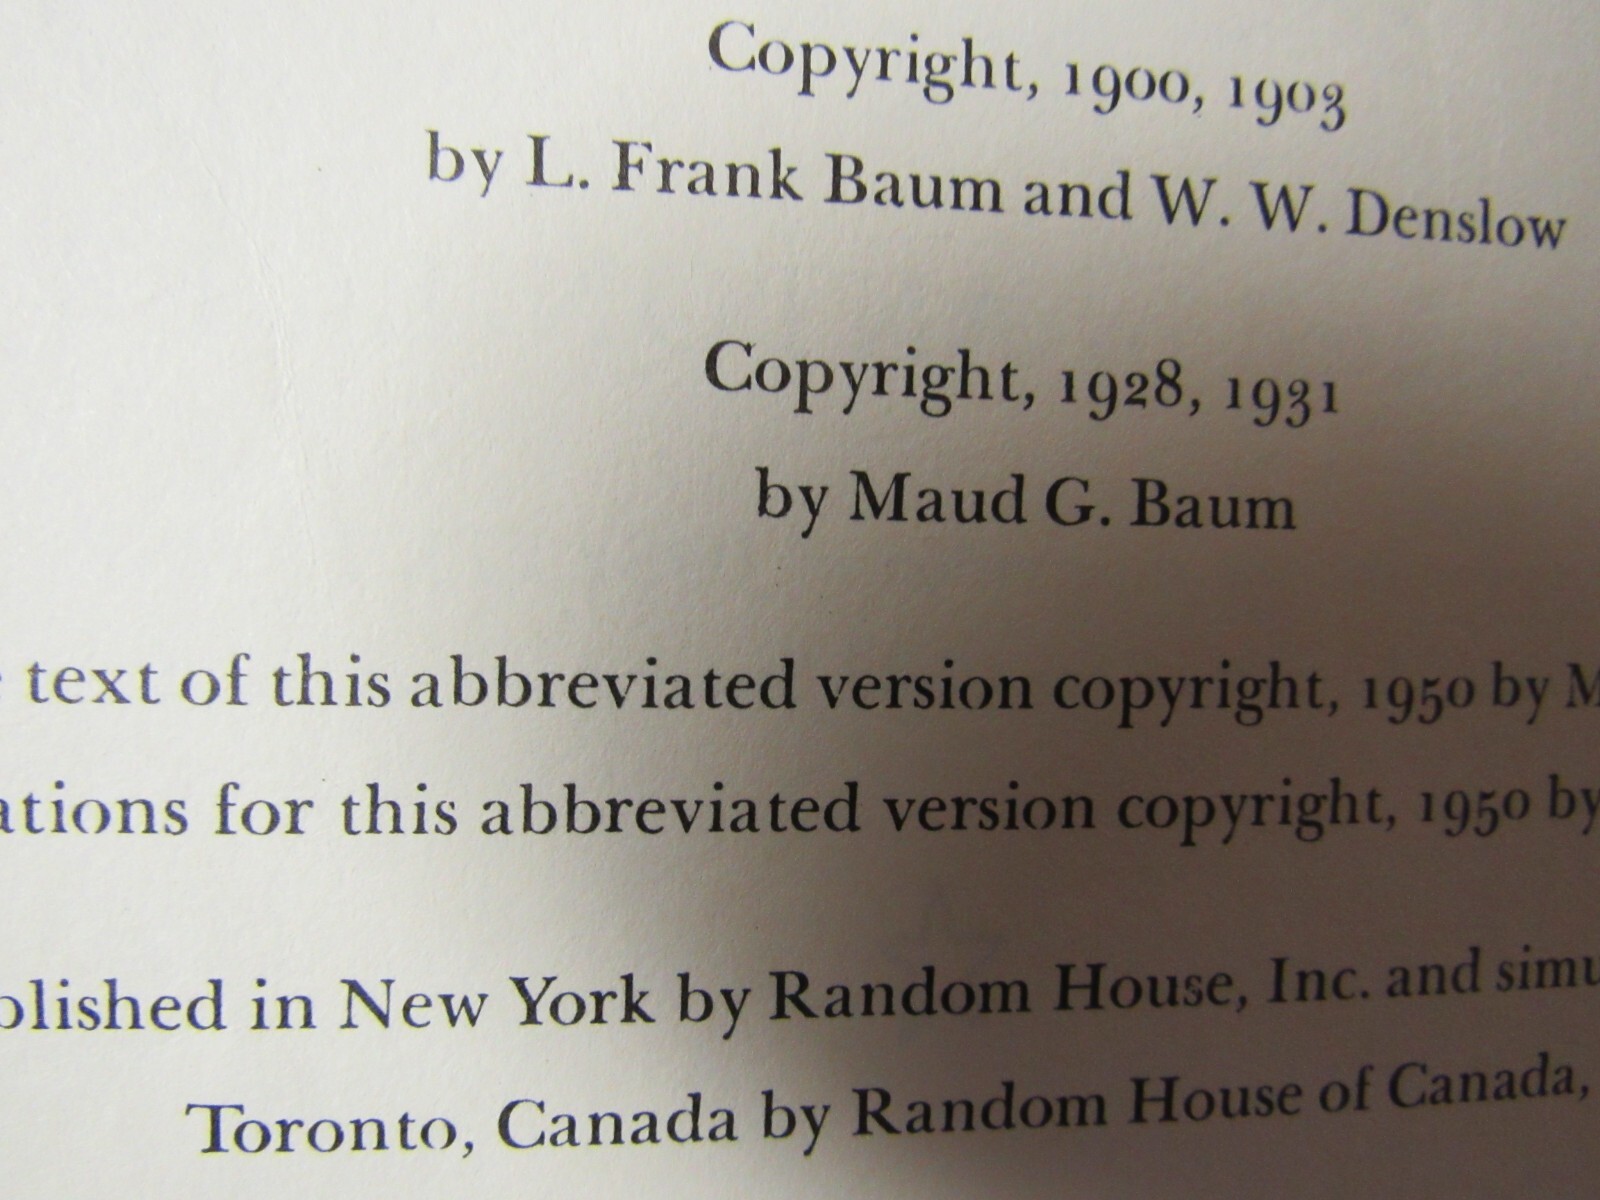 Copyright, 1900, 1903
by L. Frank Baum and W. W. Denslow
Copyright, 1928, 1931
by Maud G. Baum
text of this abbreviated version copyright, 1950 by
ations for this abbreviated version copyright, 1950 by
blished in New York by Random House, Inc. and simu
Toronto, Canada by Random House of Canada,